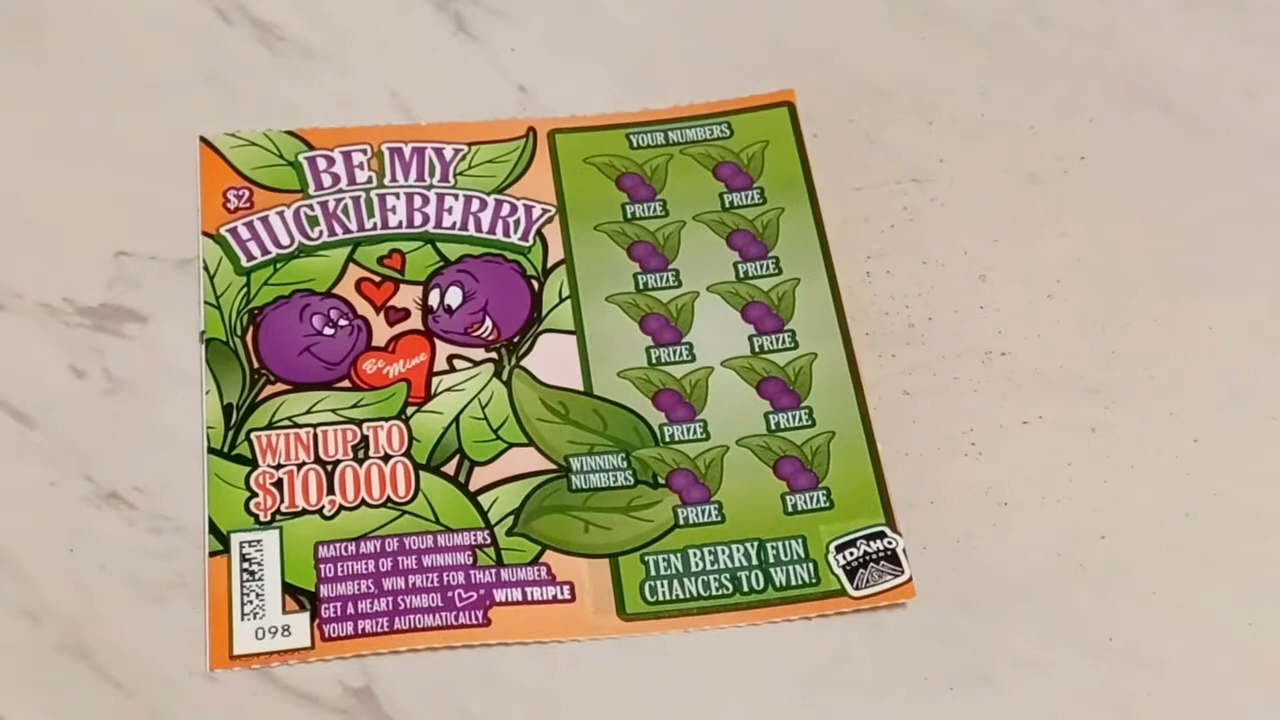 $2
BE MY
HUCKLEBERRY
Be
Mine
WIN UP TO
$10,000
MATCH ANY OF YOUR NUMBERS
TO EITHER OF THE WINNING
NUMBERS, WIN PRIZE FOR THAT NUMBER.
GET A HEART SYMBOL "♡", WIN TRIPLE
YOUR PRIZE AUTOMATICALLY.
098
YOUR NUMBERS
PRIZE PRIZE
PRIZE PRIZE
PRIZE PRIZE
PRIZE PRIZE
PRIZE PRIZE
WINNING
NUMBERS
TEN BERRY FUN
CHANCES TO WIN!
IDAHO
LOTTERY